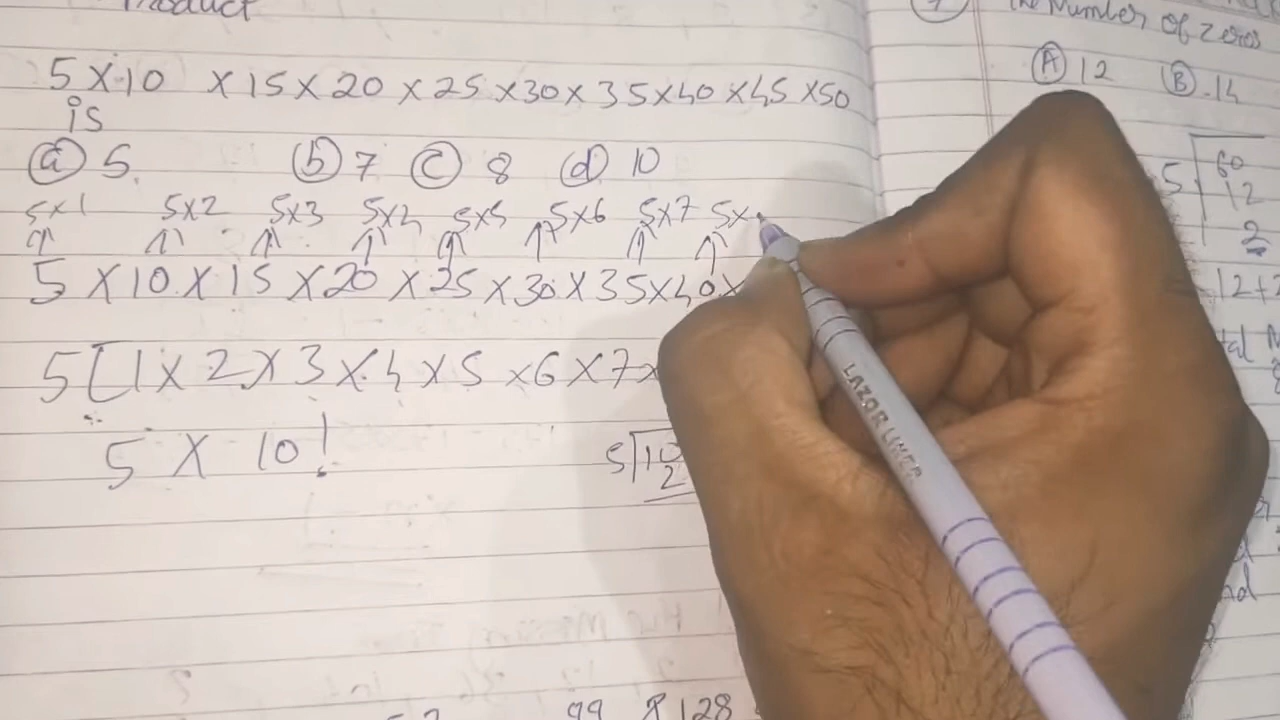 Product
5 X 10 X 15 X 20 X 25 X 30 X 35 X 40 X 45 X 50
is
(a) 5 (b) 7 (c) 8 (d) 10
5x1 5x2 5x3 5x4 5x5 5x6 5x7 5x
5 X 10 X 15 X 20 X 25 X 30 X 35 X 40 X
5 [ 1 X 2 X 3 X 4 X 5 X 6 X 7 X
5 X 10!
5 10
2
99 128
Number of zeros
(A) 12 (B) 14
5 60
12
2
12+2
LAZOR LINER